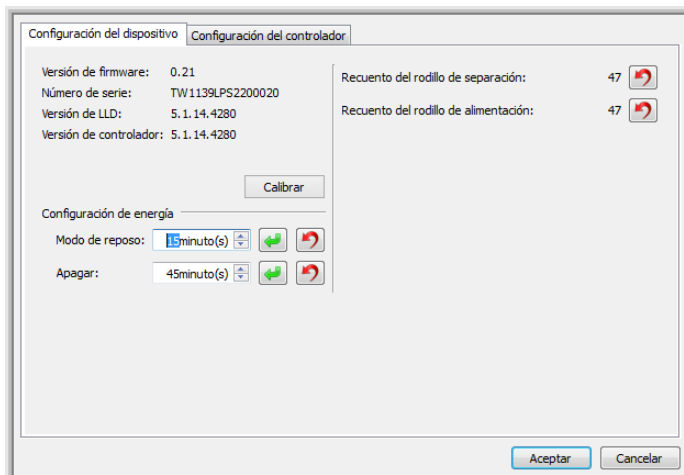 Configuración del dispositivo
Configuración del controlador
Versión de firmware: 0.21
Número de serie: TW1139LPS2200020
Versión de LLD: 5.1.14.4280
Versión de controlador: 5.1.14.4280
Calibrar
Configuración de energía
Modo de reposo: 15minuto(s)
Apagar: 45minuto(s)
Recuento del rodillo de separación: 47
Recuento del rodillo de alimentación: 47
Aceptar
Cancelar